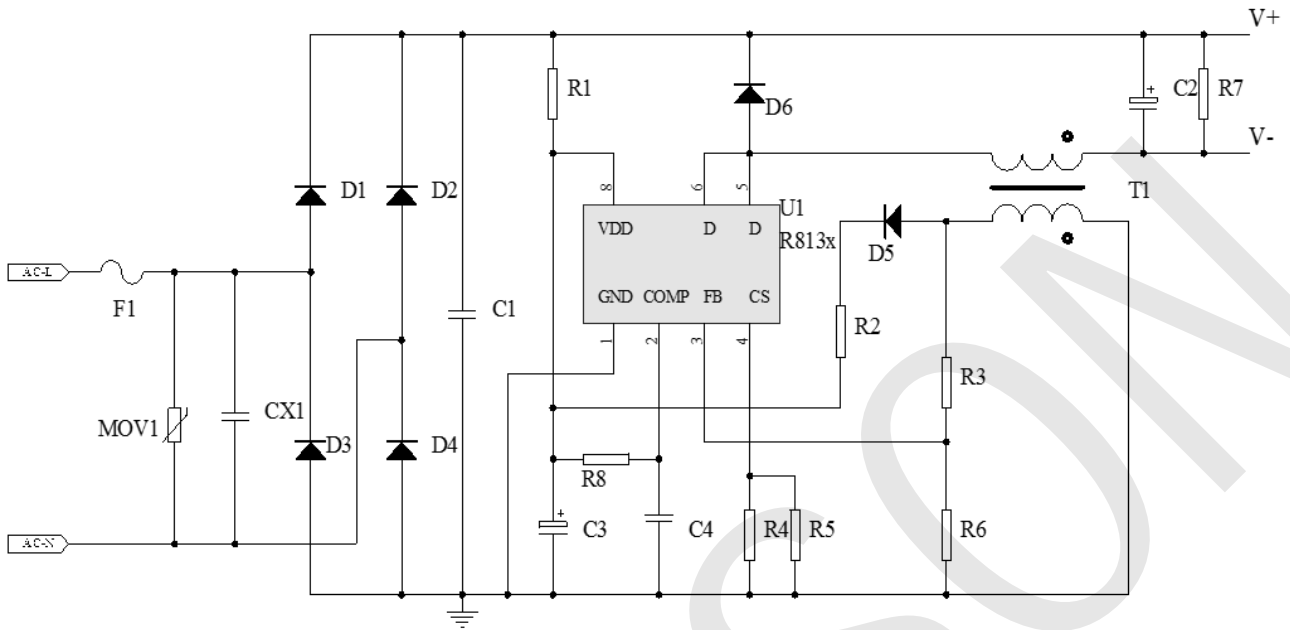 V+
R1
D6
C2
R7
+
V-
D1
D2
8
6
5
T1
U1
R813x
VDD
D
D
D5
AC-L
F1
C1
GND
COMP
FB
CS
R2
1
2
3
4
R3
MOV1
CX1
D3
D4
R8
+
C3
C4
R4
R5
R6
AC-N
SON